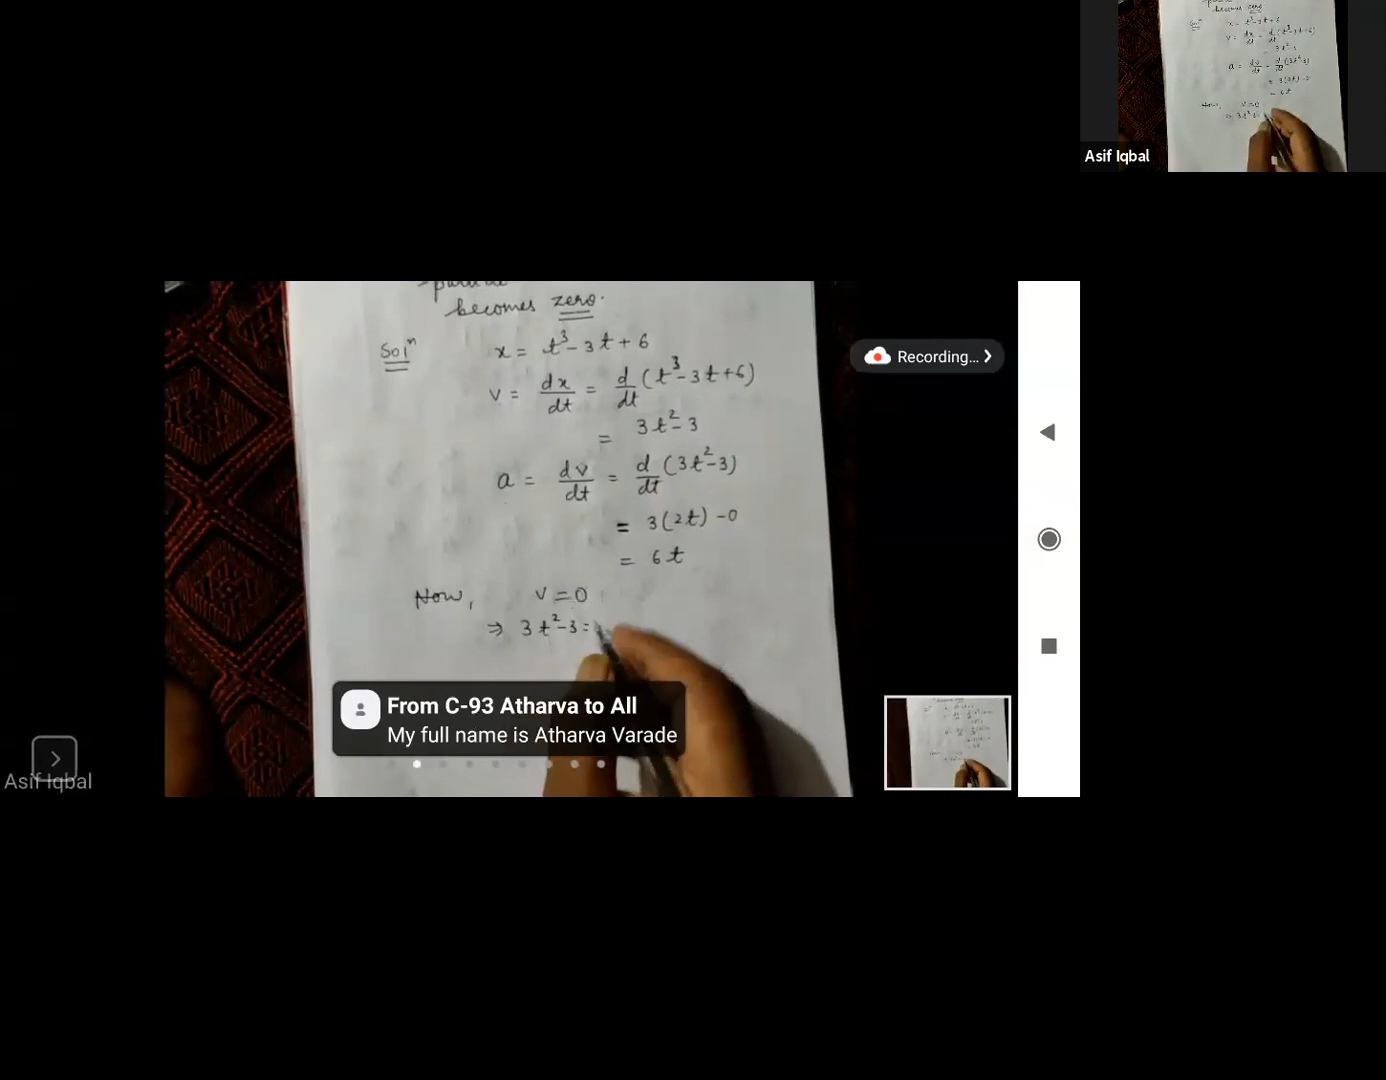 becomes zero.
Solⁿ x = t³ - 3t + 6
v = dx/dt = d/dt (t³ - 3t + 6)
= 3t² - 3
a = dv/dt = d/dt (3t² - 3)
= 3(2t) - 0
= 6t
Now, v = 0
⇒ 3t² - 3 =
From C-93 Atharva to All
My full name is Atharva Varade
Recording...
Asif Iqbal
Asif Iqbal